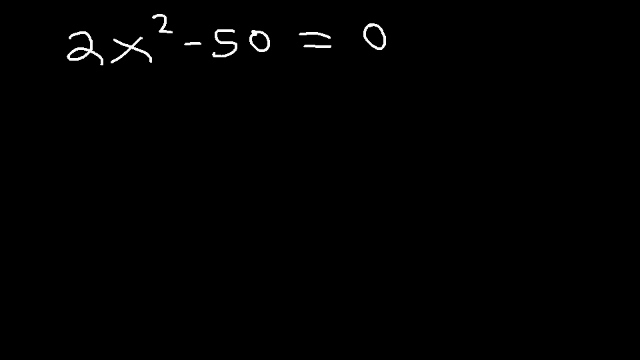 2x² - 50 = 0